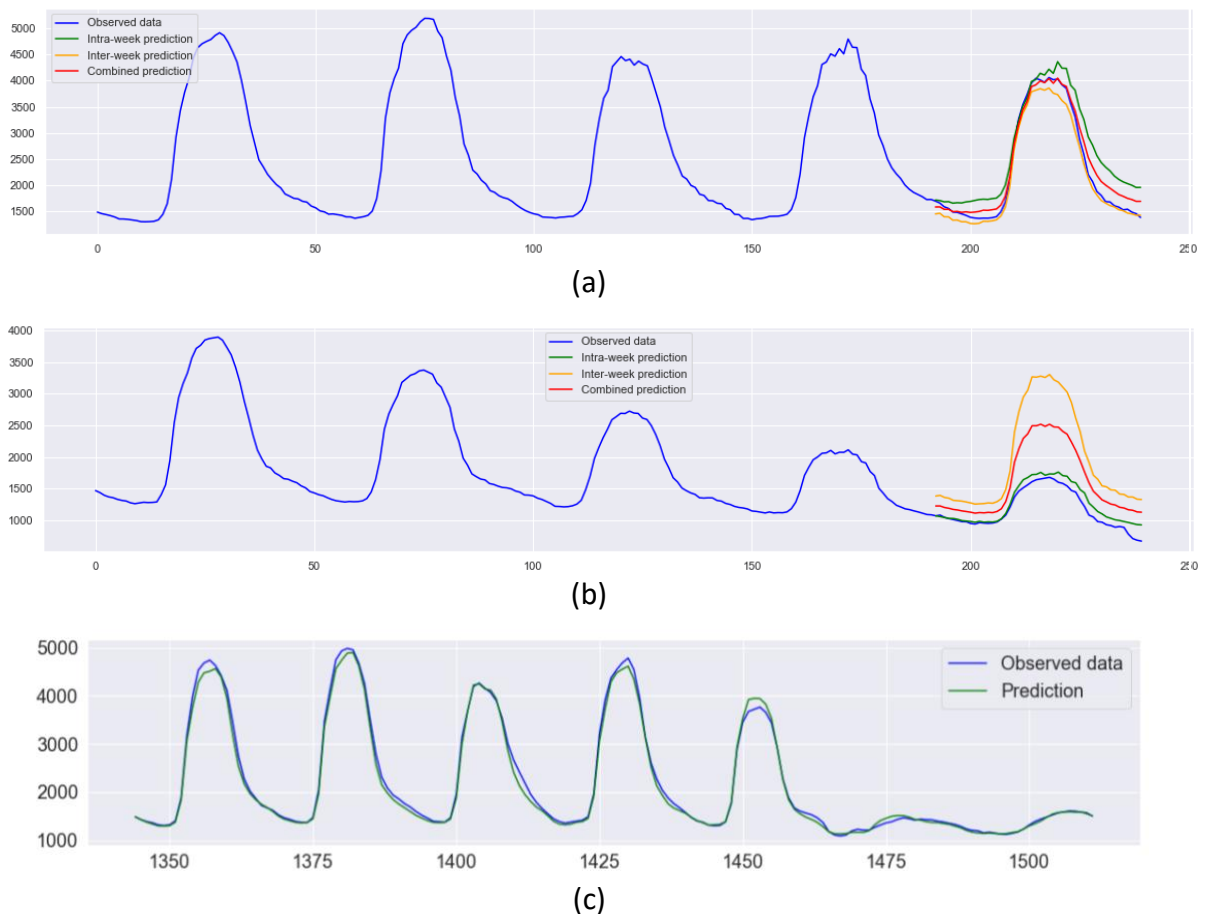 5000
4500
4000
3500
3000
2500
2000
1500
Observed data
Intra-week prediction
Inter-week prediction
Combined prediction
0 50 100 150 200 250
(a)
4000
3500
3000
2500
2000
1500
1000
Observed data
Intra-week prediction
Inter-week prediction
Combined prediction
0 50 100 150 200 250
(b)
5000
4000
3000
2000
1000
Observed data
Prediction
1350 1375 1400 1425 1450 1475 1500
(c)